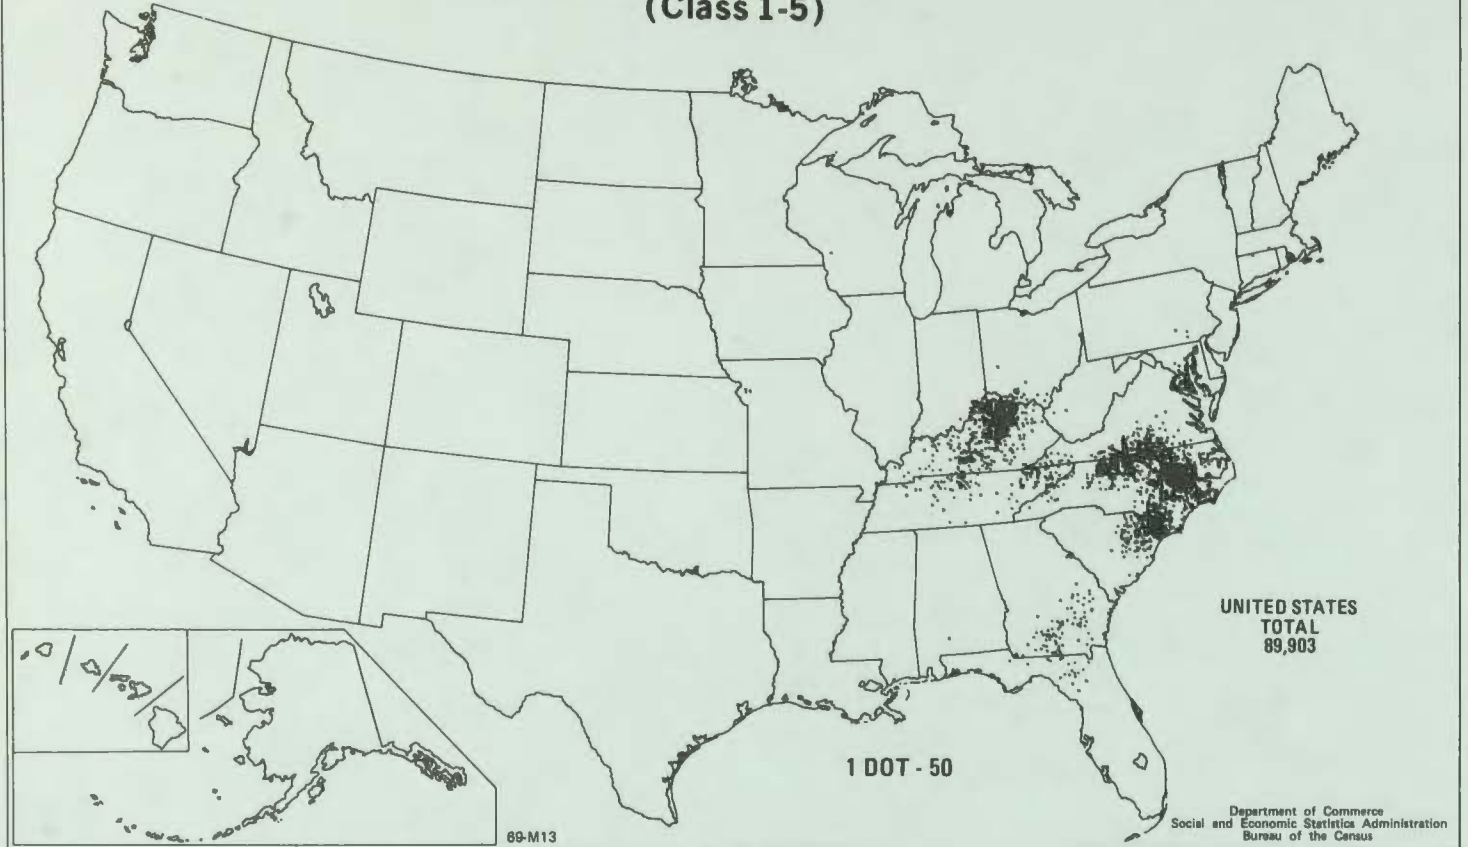 (Class 1-5)
UNITED STATES
TOTAL
89,903
1 DOT - 50
69-M13
Department of Commerce
Social and Economic Statistics Administration
Bureau of the Census